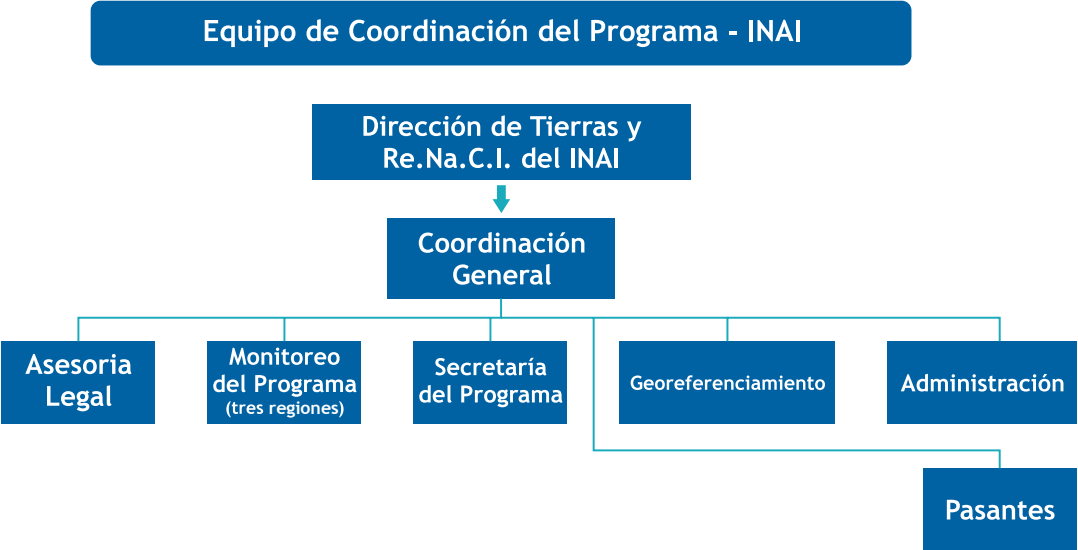 Equipo de Coordinación del Programa - INAI
Dirección de Tierras y
Re.Na.C.I. del INAI
Coordinación
General
Asesoria
Legal
Monitoreo
del Programa
(tres regiones)
Secretaría
del Programa
Georeferenciamiento
Administración
Pasantes